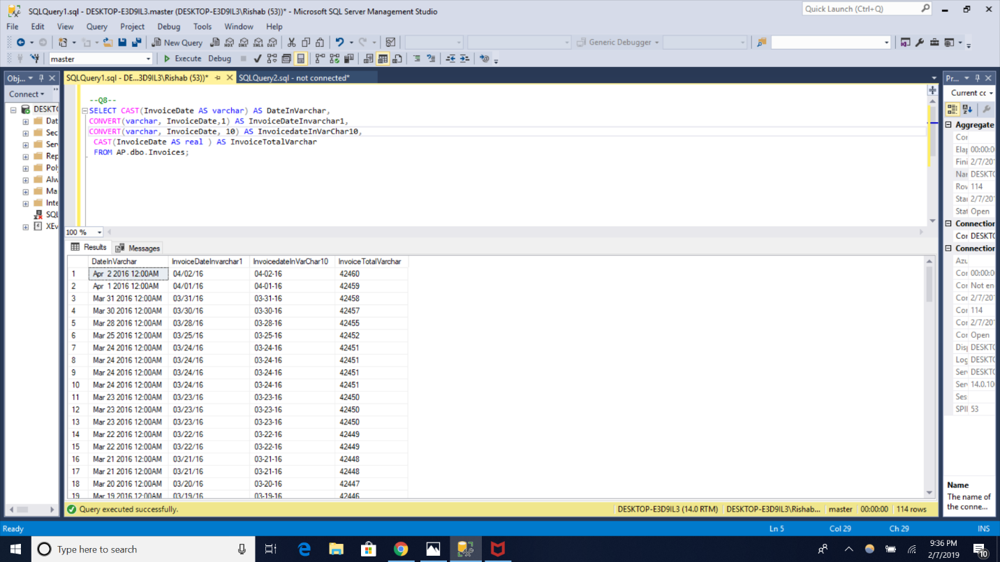 SQLQuery1.sql - DESKTOP-E3D9IL3.master (DESKTOP-E3D9IL3\Rishab (53))* - Microsoft SQL Server Management Studio
Quick Launch (Ctrl+Q)
File Edit View Query Project Debug Tools Window Help
New Query
Generic Debugger
master
Execute Debug
Obj...
SQLQuery1.sql - DE...3D9IL3\Rishab (53))*
SQLQuery2.sql - not connected*
Pr...
Connect
DESKT
Dat
Sec
Ser
Rep
Pol
Alw
Ma
Inte
SQL
XEv
--Q8--
SELECT CAST(InvoiceDate AS varchar) AS DateInVarchar,
CONVERT(varchar, InvoiceDate,1) AS InvoiceDateInvarchar1,
CONVERT(varchar, InvoiceDate, 10) AS InvoicedateInVarChar10,
CAST(InvoiceDate AS real ) AS InvoiceTotalVarchar
FROM AP.dbo.Invoices;
100 %
Results Messages
DateInVarchar InvoiceDateInvarchar1 InvoicedateInVarChar10 InvoiceTotalVarchar
1 Apr 2 2016 12:00AM 04/02/16 04-02-16 42460
2 Apr 1 2016 12:00AM 04/01/16 04-01-16 42459
3 Mar 31 2016 12:00AM 03/31/16 03-31-16 42458
4 Mar 30 2016 12:00AM 03/30/16 03-30-16 42457
5 Mar 28 2016 12:00AM 03/28/16 03-28-16 42455
6 Mar 25 2016 12:00AM 03/25/16 03-25-16 42452
7 Mar 24 2016 12:00AM 03/24/16 03-24-16 42451
8 Mar 24 2016 12:00AM 03/24/16 03-24-16 42451
9 Mar 24 2016 12:00AM 03/24/16 03-24-16 42451
10 Mar 24 2016 12:00AM 03/24/16 03-24-16 42451
11 Mar 23 2016 12:00AM 03/23/16 03-23-16 42450
12 Mar 23 2016 12:00AM 03/23/16 03-23-16 42450
13 Mar 23 2016 12:00AM 03/23/16 03-23-16 42450
14 Mar 22 2016 12:00AM 03/22/16 03-22-16 42449
15 Mar 22 2016 12:00AM 03/22/16 03-22-16 42449
16 Mar 21 2016 12:00AM 03/21/16 03-21-16 42448
17 Mar 21 2016 12:00AM 03/21/16 03-21-16 42448
18 Mar 20 2016 12:00AM 03/20/16 03-20-16 42447
19 Mar 19 2016 12:00AM 03/19/16 03-19-16 42446
Query executed successfully.
DESKTOP-E3D9IL3 (14.0 RTM) DESKTOP-E3D9IL3\Rishab... master 00:00:00 114 rows
Current cc
Aggregate
Cor
Elap 00:00:0
Fini 2/7/20
Nar DESKT
Rov 114
Star 2/7/20
Stat Open
Connection
Cor DESKT
Connection
Azu
Cor 00:00:0
Cor Not en
Cor 2/7/20
Cor 114
Cor 2/7/20
Cor Open
Disp DESKT
Log DESKT
Ser DESKT
Ser 14.0.10
Ses
SPII 53
Name
The name of
the conne...
Ready
Ln 5 Col 29 Ch 29 INS
Type here to search
9:36 PM
2/7/2019
10